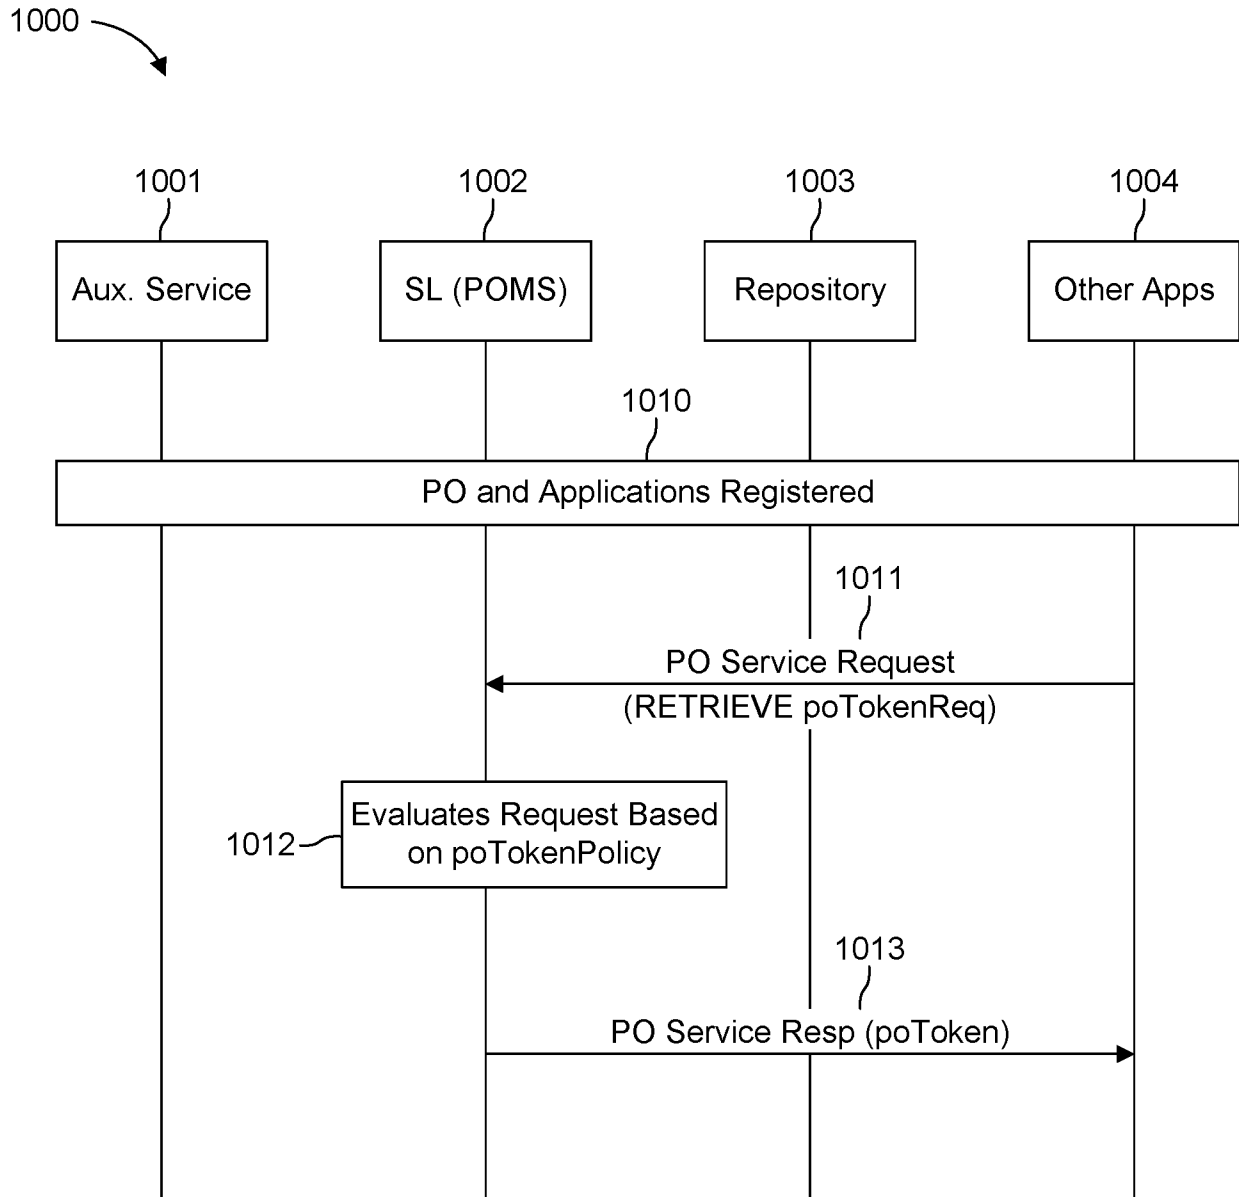 1000
1001
1002
1003
1004
Aux. Service
SL (POMS)
Repository
Other Apps
1010
PO and Applications Registered
1011
PO Service Request
(RETRIEVE poTokenReq)
Evaluates Request Based
on poTokenPolicy
1012
1013
PO Service Resp (poToken)